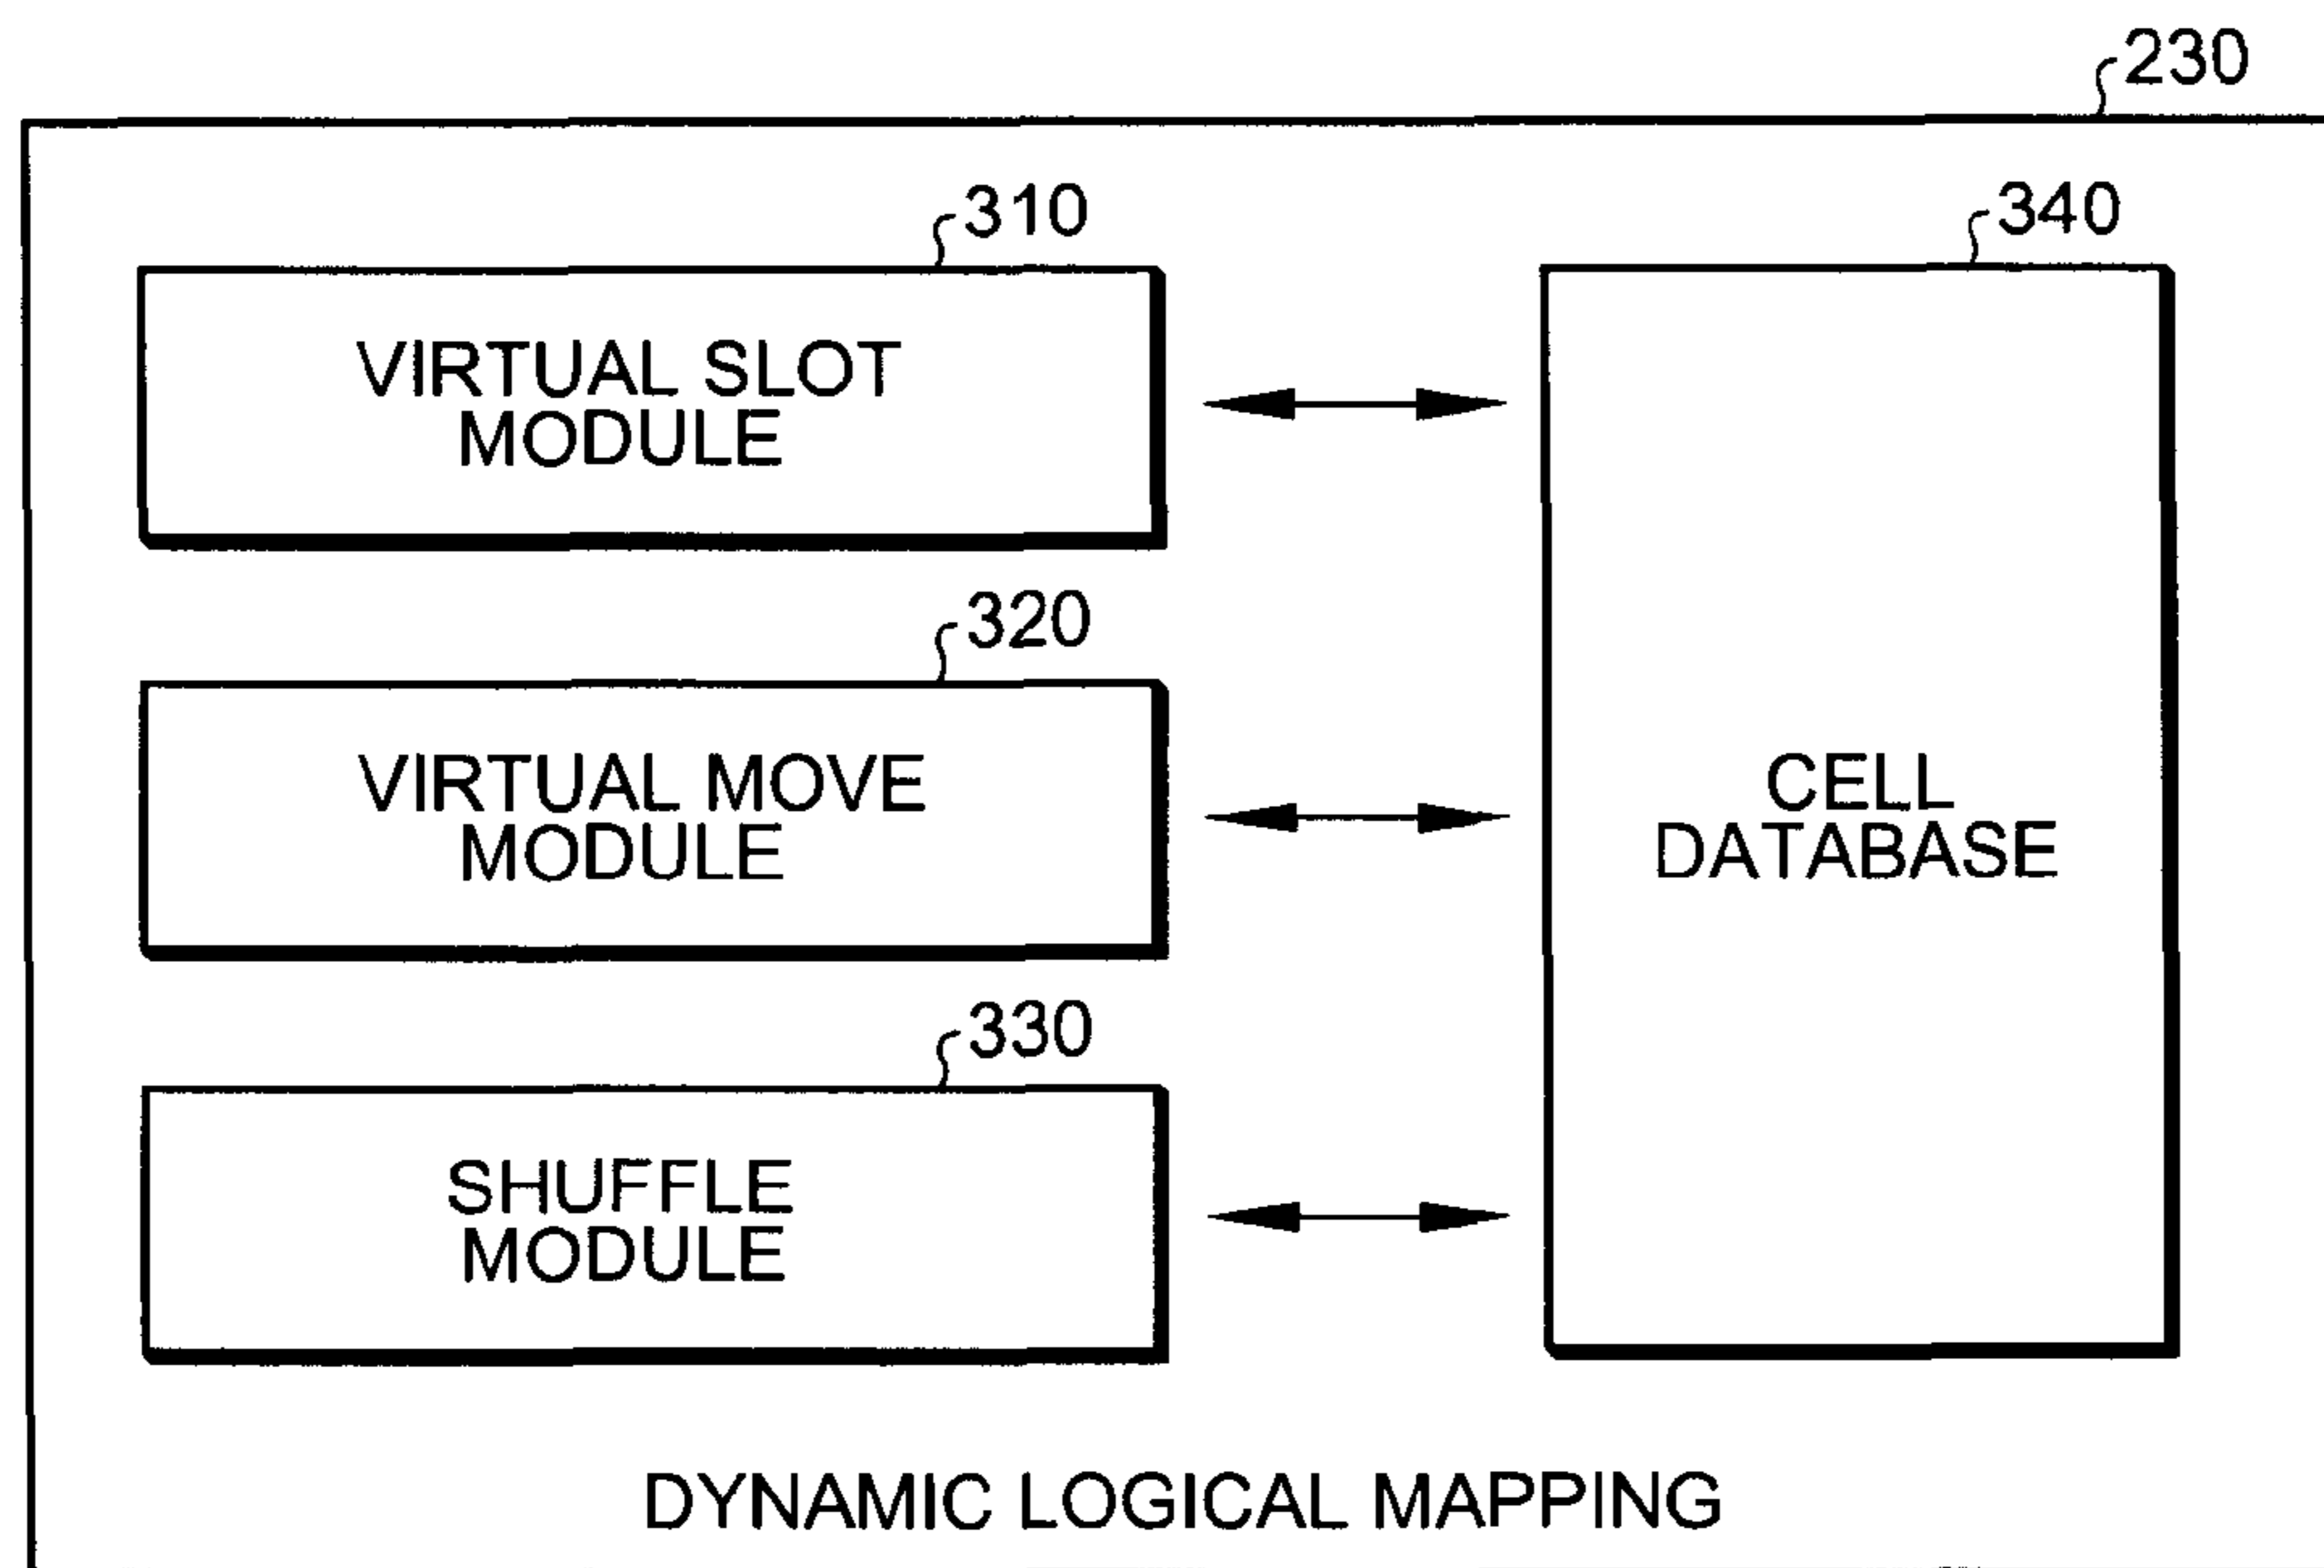 230
310
340
VIRTUAL SLOT
MODULE
320
VIRTUAL MOVE
MODULE
CELL
DATABASE
330
SHUFFLE
MODULE
DYNAMIC LOGICAL MAPPING